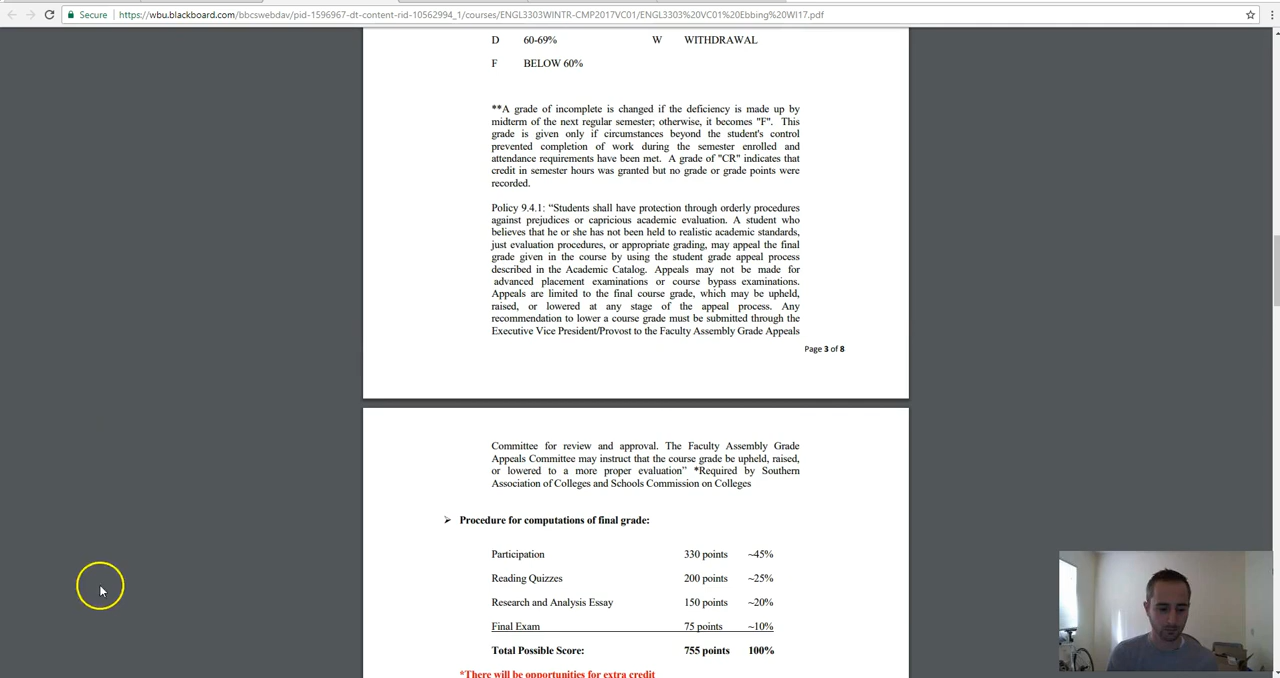 Secure
https://wbu.blackboard.com/bbcswebdav/pid-1596967-dt-content-rid-10562994_1/courses/ENGL3303WINTR-CMP2017VC01/ENGL3303%20VC01%20Ebbing%20WI17.pdf
D 60-69% W WITHDRAWAL
F BELOW 60%
**A grade of incomplete is changed if the deficiency is made up by
midterm of the next regular semester; otherwise, it becomes "F". This
grade is given only if circumstances beyond the student's control
prevented completion of work during the semester enrolled and
attendance requirements have been met. A grade of "CR" indicates that
credit in semester hours was granted but no grade or grade points were
recorded.
Policy 9.4.1: “Students shall have protection through orderly procedures
against prejudices or capricious academic evaluation. A student who
believes that he or she has not been held to realistic academic standards,
just evaluation procedures, or appropriate grading, may appeal the final
grade given in the course by using the student grade appeal process
described in the Academic Catalog. Appeals may not be made for
advanced placement examinations or course bypass examinations.
Appeals are limited to the final course grade, which may be upheld,
raised, or lowered at any stage of the appeal process. Any
recommendation to lower a course grade must be submitted through the
Executive Vice President/Provost to the Faculty Assembly Grade Appeals
Page 3 of 8
Committee for review and approval. The Faculty Assembly Grade
Appeals Committee may instruct that the course grade be upheld, raised,
or lowered to a more proper evaluation” *Required by Southern
Association of Colleges and Schools Commission on Colleges
➢ Procedure for computations of final grade:
Participation 330 points ~45%
Reading Quizzes 200 points ~25%
Research and Analysis Essay 150 points ~20%
Final Exam 75 points ~10%
Total Possible Score: 755 points 100%
*There will be opportunities for extra credit